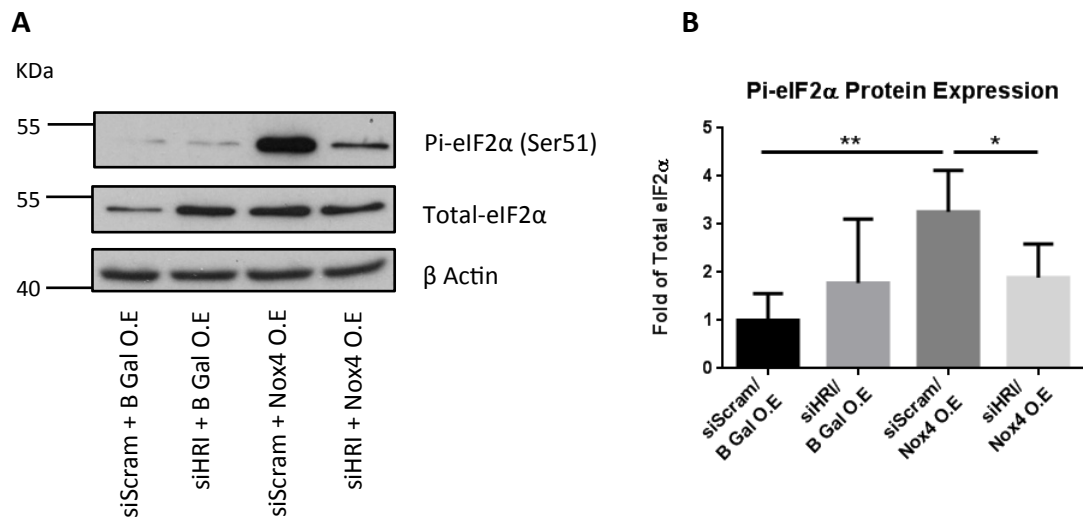 A
KDa
55
Pi-eIF2α (Ser51)
55
Total-eIF2α
β Actin
40
siScram + B Gal O.E
siHRI + B Gal O.E
siScram + Nox4 O.E
siHRI + Nox4 O.E
B
Pi-eIF2α Protein Expression
Fold of Total eIF2α
5
4
3
2
1
0
**
*
siScram/
B Gal O.E
siHRI/
B Gal O.E
siScram/
Nox4 O.E
siHRI/
Nox4 O.E